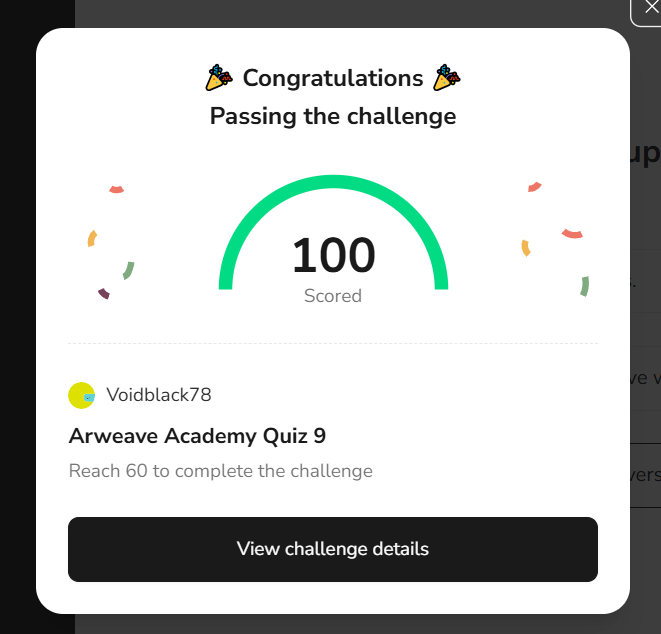 Congratulations
Passing the challenge
100
Scored
Voidblack78
Arweave Academy Quiz 9
Reach 60 to complete the challenge
View challenge details
up
ve w
vers